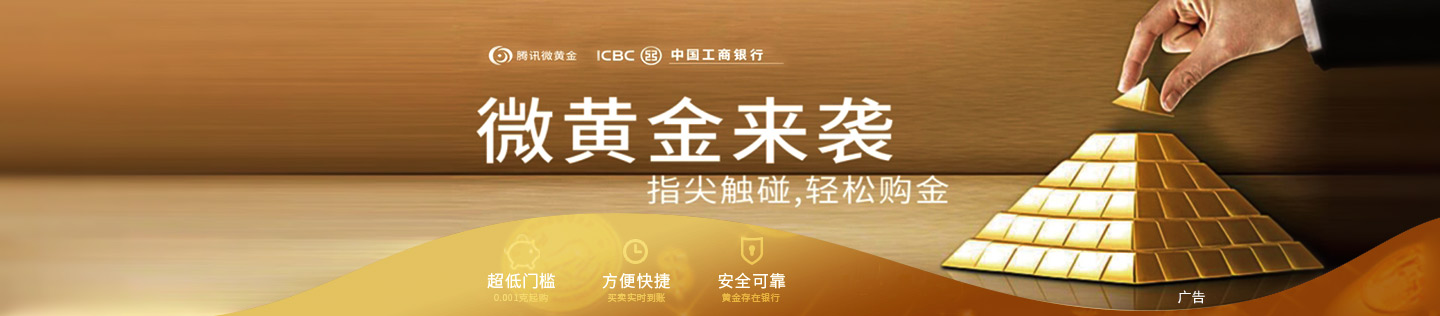 腾讯微黄金 ICBC 中国工商银行
微黄金来袭
指尖触碰,轻松购金
超低门槛 方便快捷 安全可靠
0.001克起购 买卖实时到账 黄金存在银行
广告